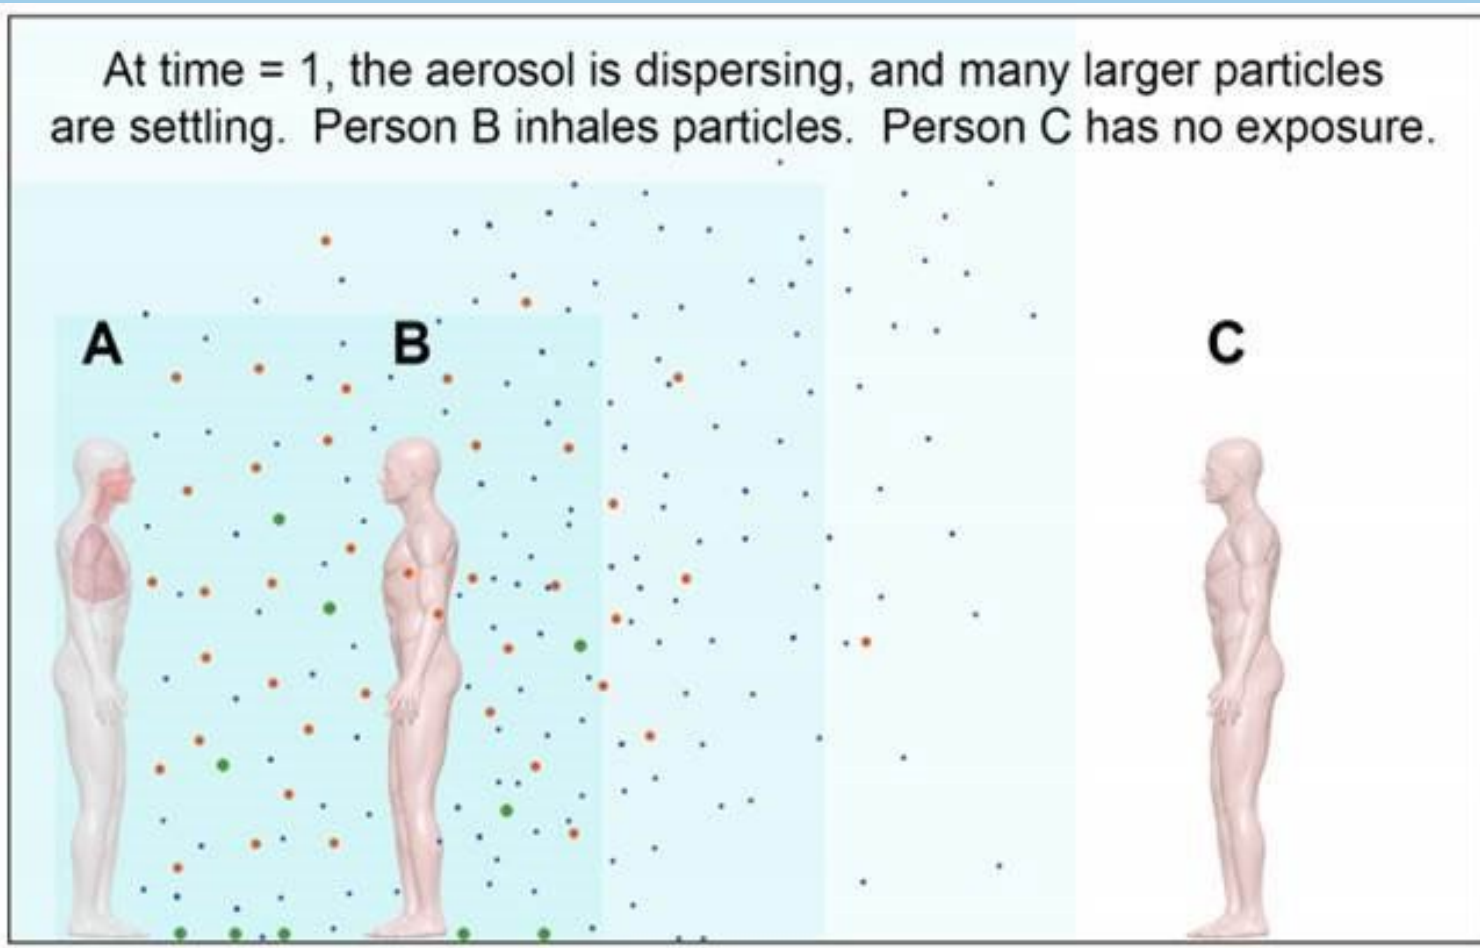 At time = 1, the aerosol is dispersing, and many larger particles
are settling.  Person B inhales particles.  Person C has no exposure.
A
B
C